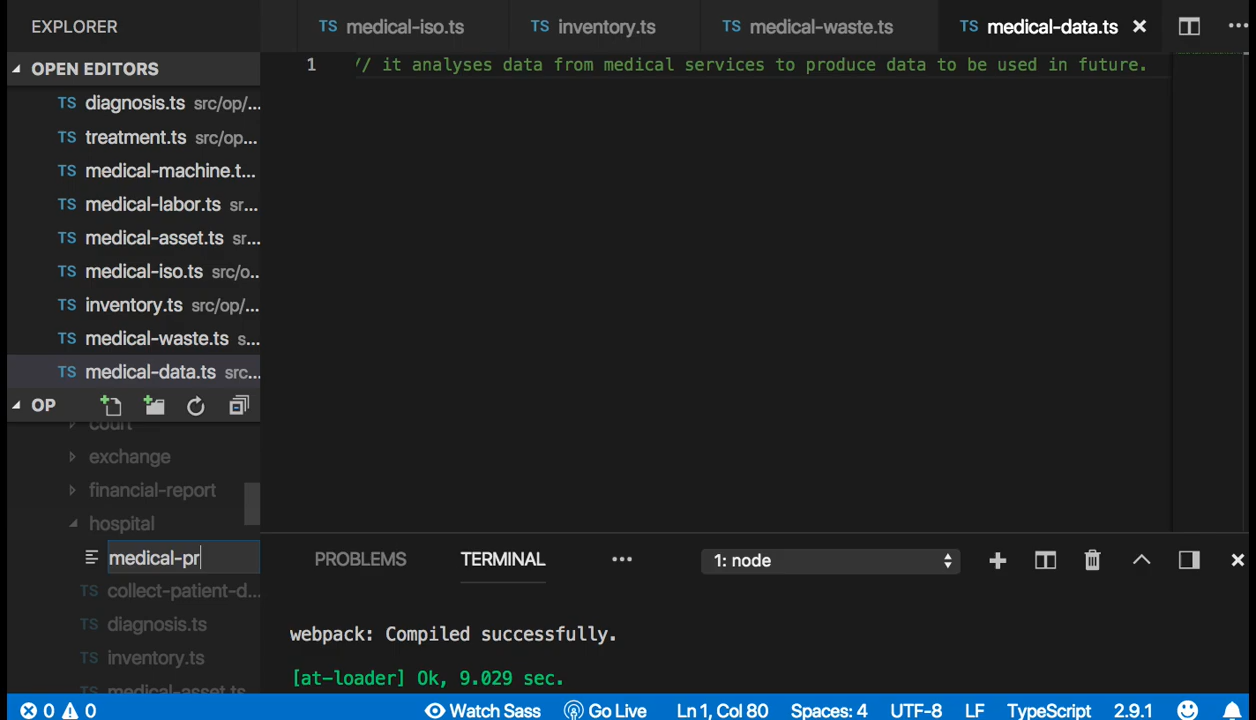 EXPLORER
TS medical-iso.ts
TS inventory.ts
TS medical-waste.ts
TS medical-data.ts
OPEN EDITORS
TS diagnosis.ts src/op/...
TS treatment.ts src/op...
TS medical-machine.t...
TS medical-labor.ts sr...
TS medical-asset.ts sr...
TS medical-iso.ts src/o..
TS inventory.ts src/op/...
TS medical-waste.ts s...
TS medical-data.ts src...
1 // it analyses data from medical services to produce data to be used in future.
OP
court
exchange
financial-report
hospital
medical-pr
TS collect-patient-d...
TS diagnosis.ts
TS inventory.ts
TS medical-asset.ts
PROBLEMS TERMINAL ... 1: node
webpack: Compiled successfully.
[at-loader] Ok, 9.029 sec.
0 0 Watch Sass Go Live Ln 1, Col 80 Spaces: 4 UTF-8 LF TypeScript 2.9.1